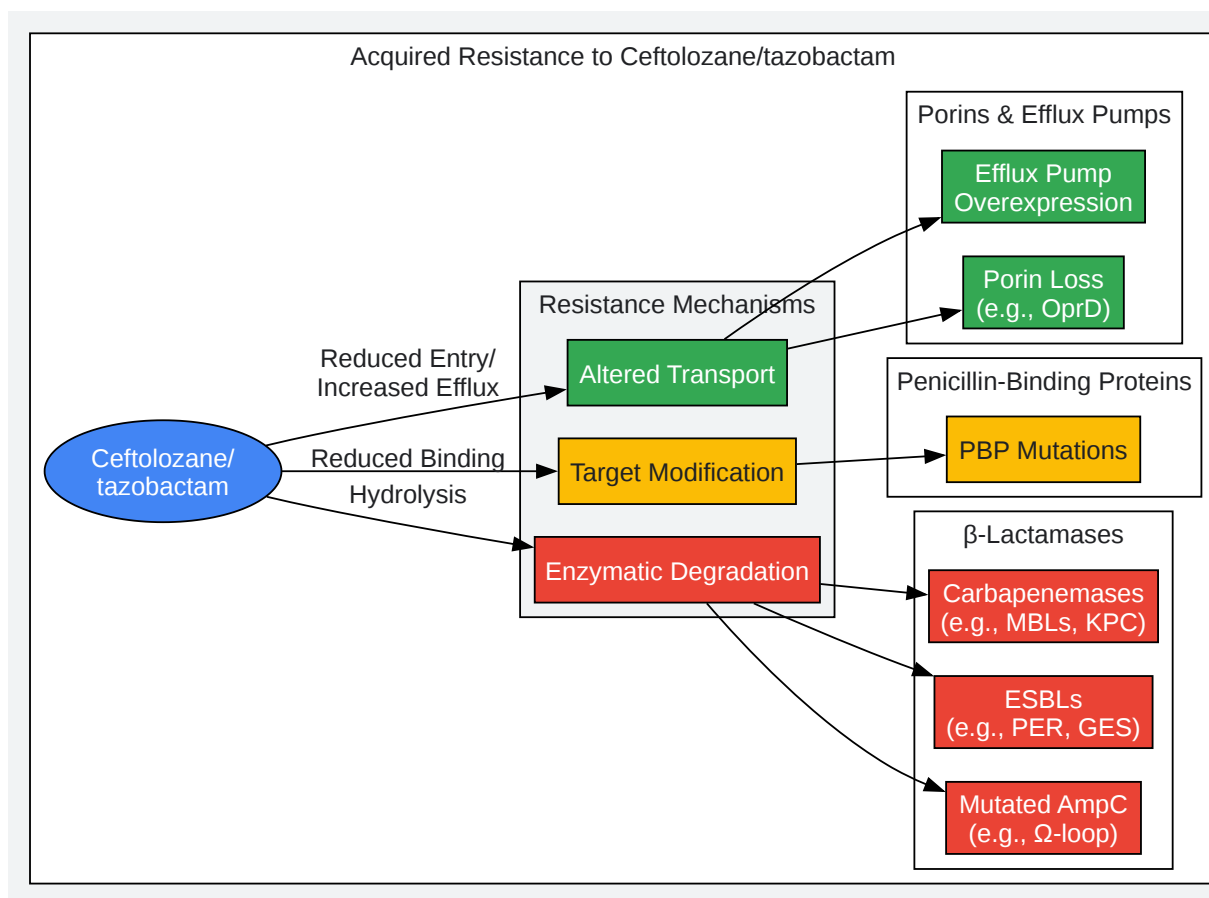 Acquired Resistance to Ceftolozane/tazobactam
Ceftolozane/
tazobactam
Reduced Entry/
Increased Efflux
Reduced Binding
Hydrolysis
Resistance Mechanisms
Altered Transport
Target Modification
Enzymatic Degradation
Porins & Efflux Pumps
Efflux Pump
Overexpression
Porin Loss
(e.g., OprD)
Penicillin-Binding Proteins
PBP Mutations
β-Lactamases
Carbapenemases
(e.g., MBLs, KPC)
ESBLs
(e.g., PER, GES)
Mutated AmpC
(e.g., Ω-loop)